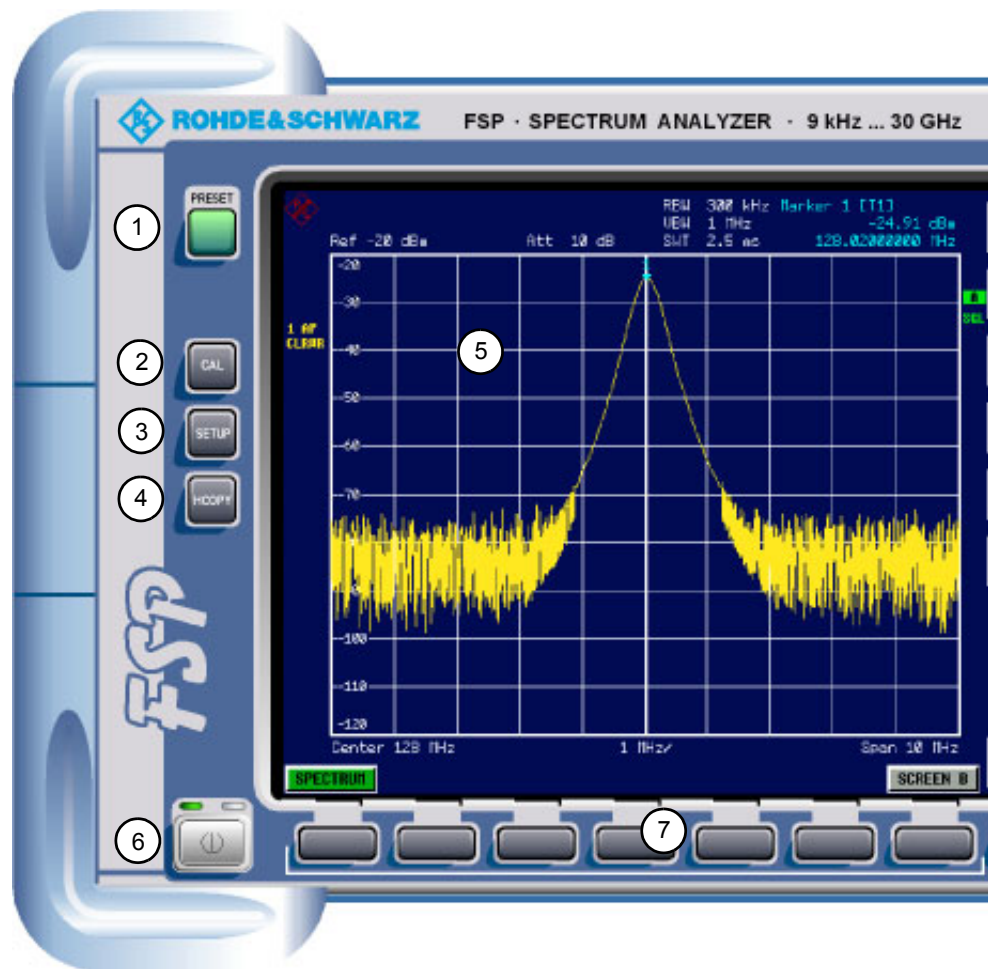 ROHDE&SCHWARZ FSP · SPECTRUM ANALYZER · 9 kHz ... 30 GHz
PRESET
1
RBW 300 kHz Marker 1 [T1]
VBW 1 MHz -24.91 dBm
Ref -20 dBm Att 10 dB SWT 2.5 ms 128.02000000 MHz
-20
1
A
-30
SGL
1 AP
CLRWR
-40
5
2
CAL
-50
3
SETUP
-60
4
HCOPY
-70
-100
-110
-120
FSP
Center 128 MHz 1 MHz/ Span 10 MHz
SPECTRUM SCREEN B
6
7